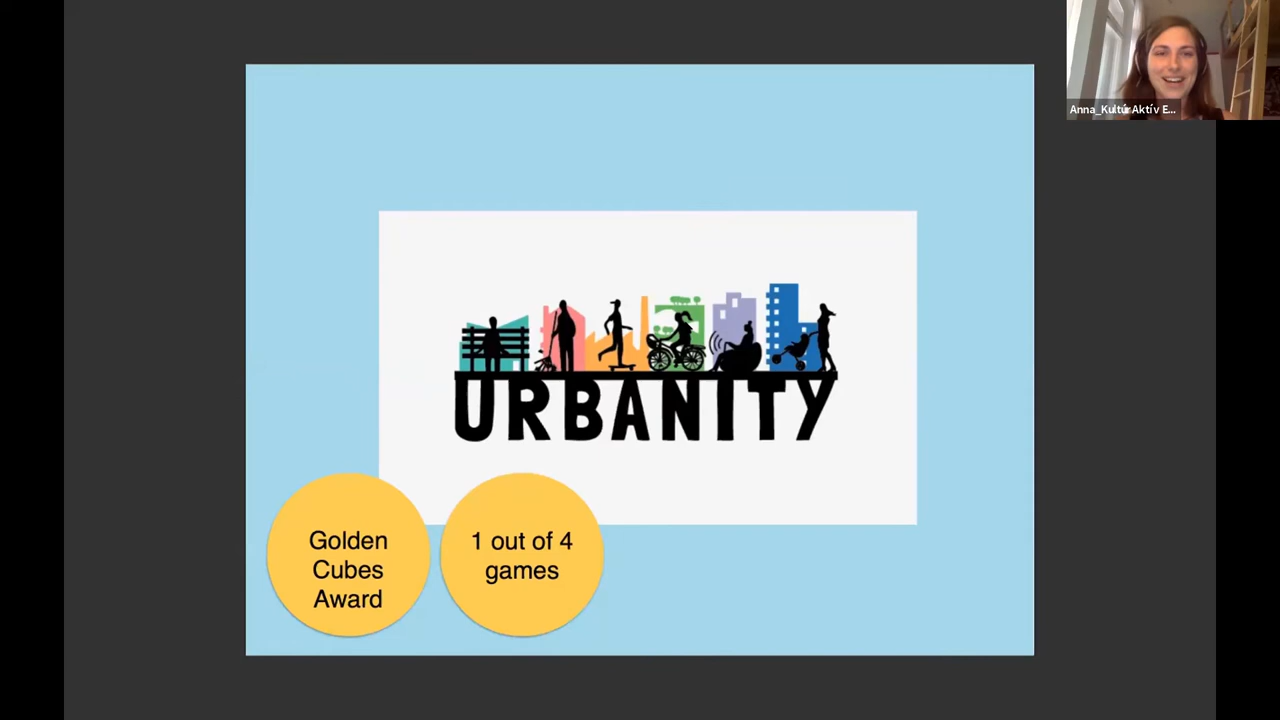 Anna_KultúrAktív E...
URBANITY
Golden
Cubes
Award
1 out of 4
games